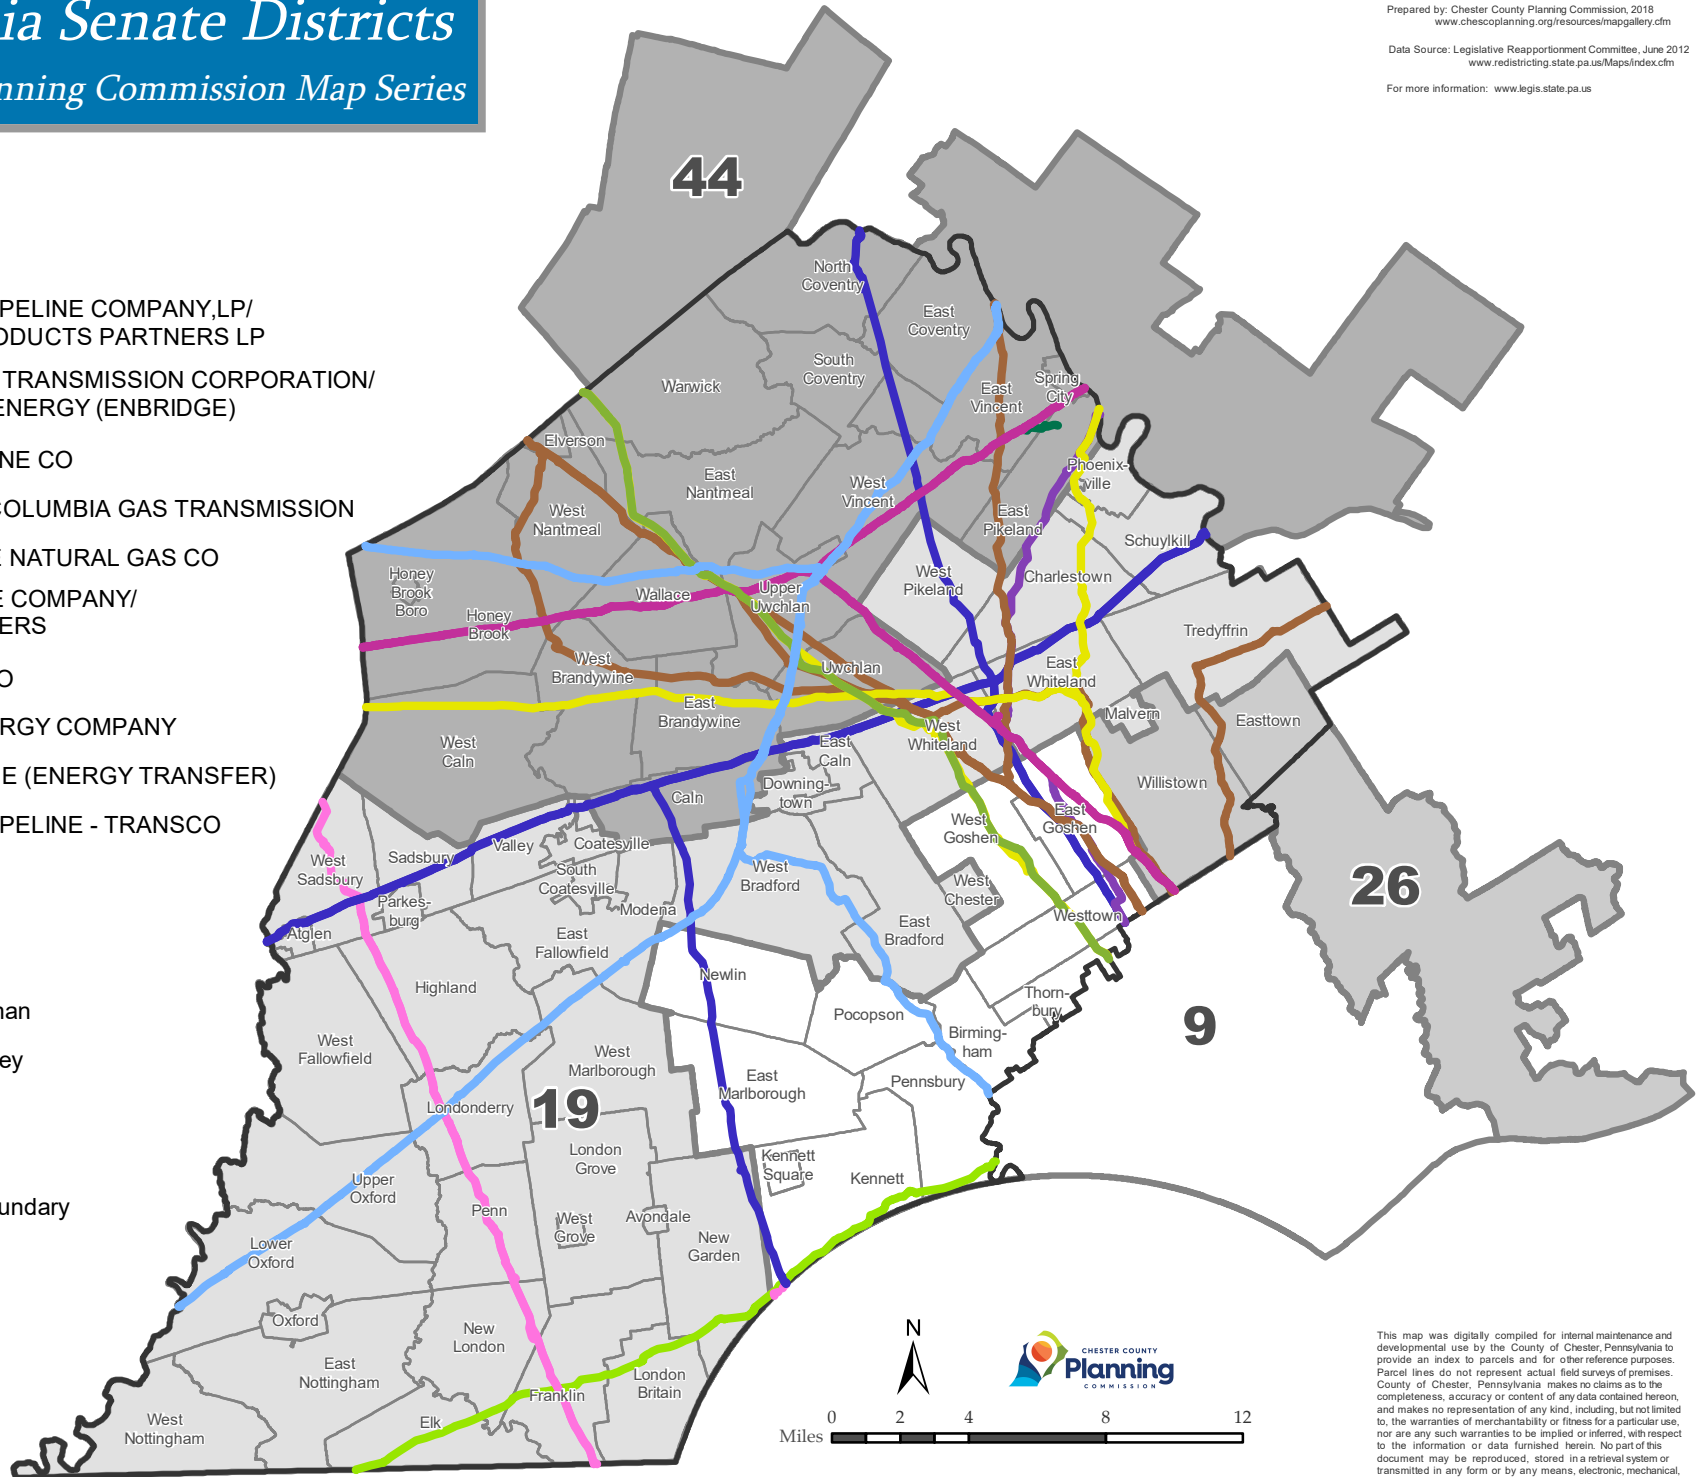 ia Senate Districts
nning Commission Map Series
Prepared by: Chester County Planning Commission, 2018
www.chescoplanning.org/resources/mapgallery.cfm
Data Source: Legislative Reapportionment Committee, June 2012
www.redistricting.state.pa.us/Maps/index.cfm
For more information: www.legis.state.pa.us
PELINE COMPANY,LP/
ODUCTS PARTNERS LP
TRANSMISSION CORPORATION/
ENERGY (ENBRIDGE)
NE CO
COLUMBIA GAS TRANSMISSION
E NATURAL GAS CO
E COMPANY/
ERS
O
RGY COMPANY
E (ENERGY TRANSFER)
PELINE - TRANSCO
nan
ey
undary
44
North
Coventry
East
Coventry
South
Coventry
Warwick
East
Vincent
Spring
City
Elverson
East
Nantmeal
West
Vincent
Phoenix-
ville
West
Nantmeal
East
Pikeland
Schuylkill
Honey
Brook
Boro
West
Pikeland
Charlestown
Wallace
Upper
Uwchlan
Honey
Brook
Tredyffrin
West
Brandywine
Uwchlan
East
Whiteland
East
Brandywine
Malvern
Easttown
West
Whiteland
West
Caln
East
Caln
Downing-
town
Willistown
Caln
East
Goshen
West
Goshen
Valley
Coatesville
Sadsbury
West
Sadsbury
South
Coatesville
West
Bradford
West
Chester
26
Parkes-
burg
Modena
Westtown
East
Bradford
Atglen
East
Fallowfield
Newlin
Highland
Thorn-
bury
Pocopson
9
Birming-
ham
West
Fallowfield
West
Marlborough
East
Marlborough
Pennsbury
Londonderry
19
London
Grove
Kennett
Square
Kennett
Upper
Oxford
Penn
West
Grove
Avondale
New
Garden
Lower
Oxford
Oxford
New
London
East
Nottingham
London
Britain
Franklin
Elk
West
Nottingham
N
CHESTER COUNTY
Planning
COMMISSION
0 2 4 8 12
Miles
This map was digitally compiled for internal maintenance and
developmental use by the County of Chester, Pennsylvania to
provide an index to parcels and for other reference purposes.
Parcel lines do not represent actual field surveys of premises.
County of Chester, Pennsylvania makes no claims as to the
completeness, accuracy or content of any data contained hereon,
and makes no representation of any kind, including, but not limited
to, the warranties of merchantability or fitness for a particular use,
nor are any such warranties to be implied or inferred, with respect
to the information or data furnished herein. No part of this
document may be reproduced, stored in a retrieval system or
transmitted in any form or by any means, electronic, mechanical,